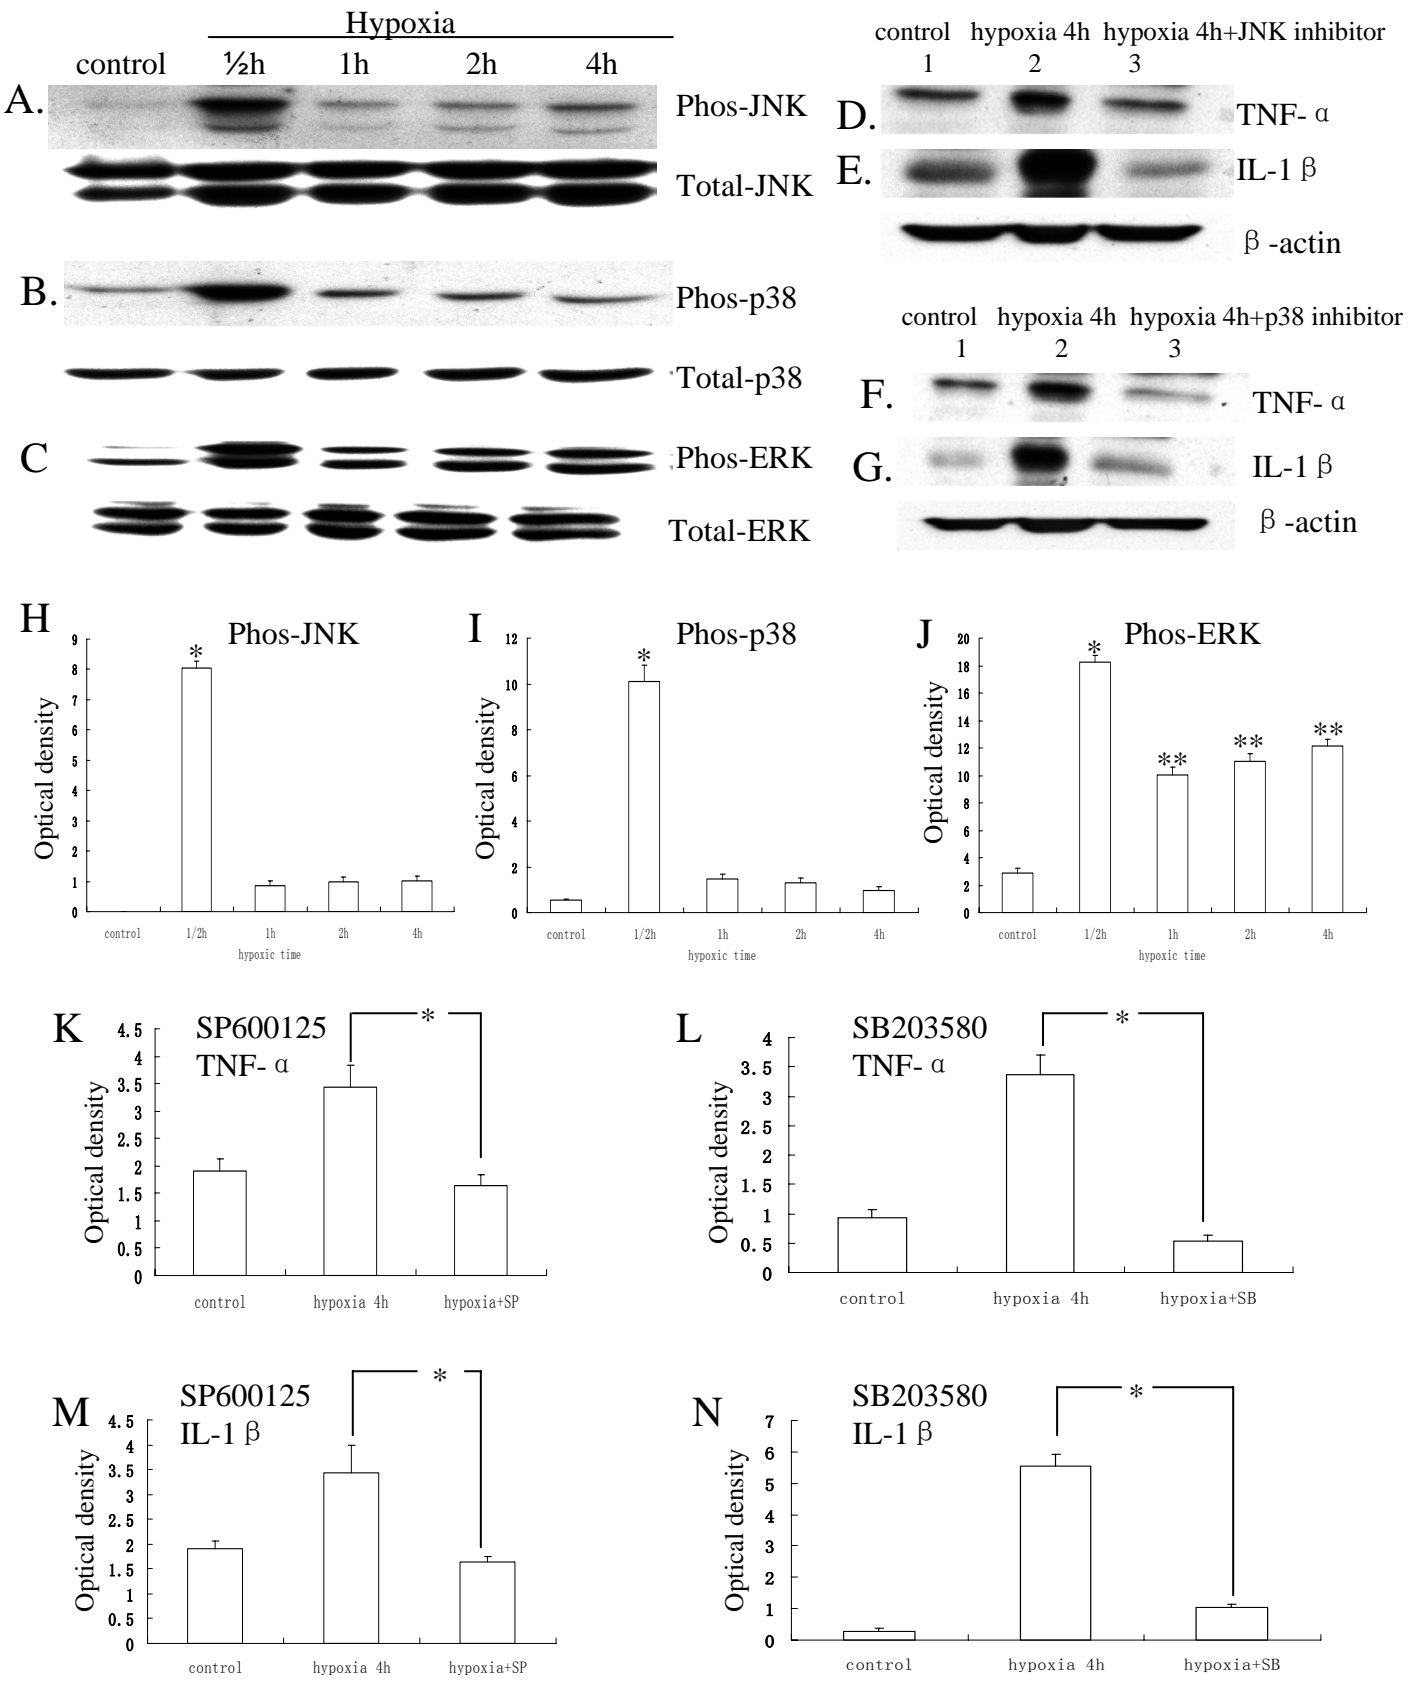 Hypoxia
control ½h 1h 2h 4h
A. Phos-JNK
Total-JNK
B. Phos-p38
Total-p38
C Phos-ERK
Total-ERK
control hypoxia 4h hypoxia 4h+JNK inhibitor
1 2 3
D. TNF-α
E. IL-1β
β-actin
control hypoxia 4h hypoxia 4h+p38 inhibitor
1 2 3
F. TNF-α
G. IL-1β
β-actin
H Phos-JNK
Optical density
9
8
7
6
5
4
3
2
1
0
*
control 1/2h 1h 2h 4h
hypoxic time
I Phos-p38
Optical density
12
10
8
6
4
2
0
*
control 1/2h 1h 2h 4h
hypoxic time
J Phos-ERK
Optical density
20
18
16
14
12
10
8
6
4
2
0
* ** ** **
control 1/2h 1h 2h 4h
hypoxic time
K SP600125
TNF-α
Optical density
4.5
4
3.5
3
2.5
2
1.5
1
0.5
0
*
control hypoxia 4h hypoxia+SP
L SB203580
TNF-α
Optical density
4
3.5
3
2.5
2
1.5
1
0.5
0
*
control hypoxia 4h hypoxia+SB
M SP600125
IL-1β
Optical density
4.5
4
3.5
3
2.5
2
1.5
1
0.5
0
*
control hypoxia 4h hypoxia+SP
N SB203580
IL-1β
Optical density
7
6
5
4
3
2
1
0
*
control hypoxia 4h hypoxia+SB